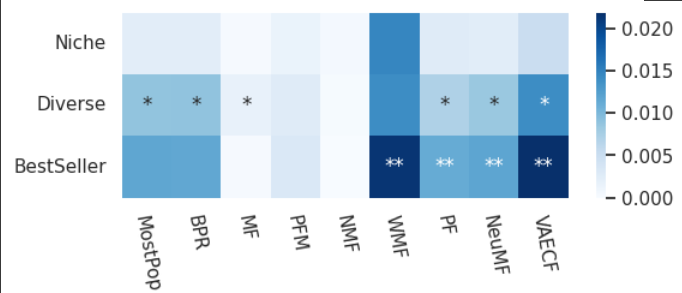 Niche
Diverse * * * * * *
BestSeller ** ** ** **
MostPop BPR MF PFM NMF WMF PF NeuMF VAECF
0.020
0.015
0.010
0.005
0.000